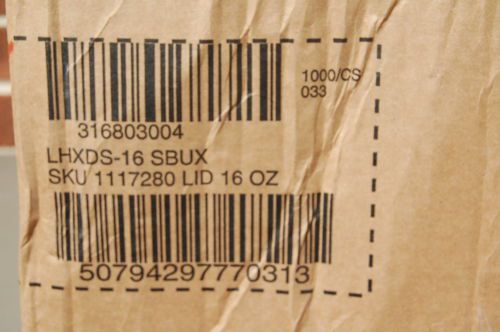 1000/CS
033
316803004
LHXDS-16 SBUX
SKU 1117280 LID 16 OZ
50794297770313